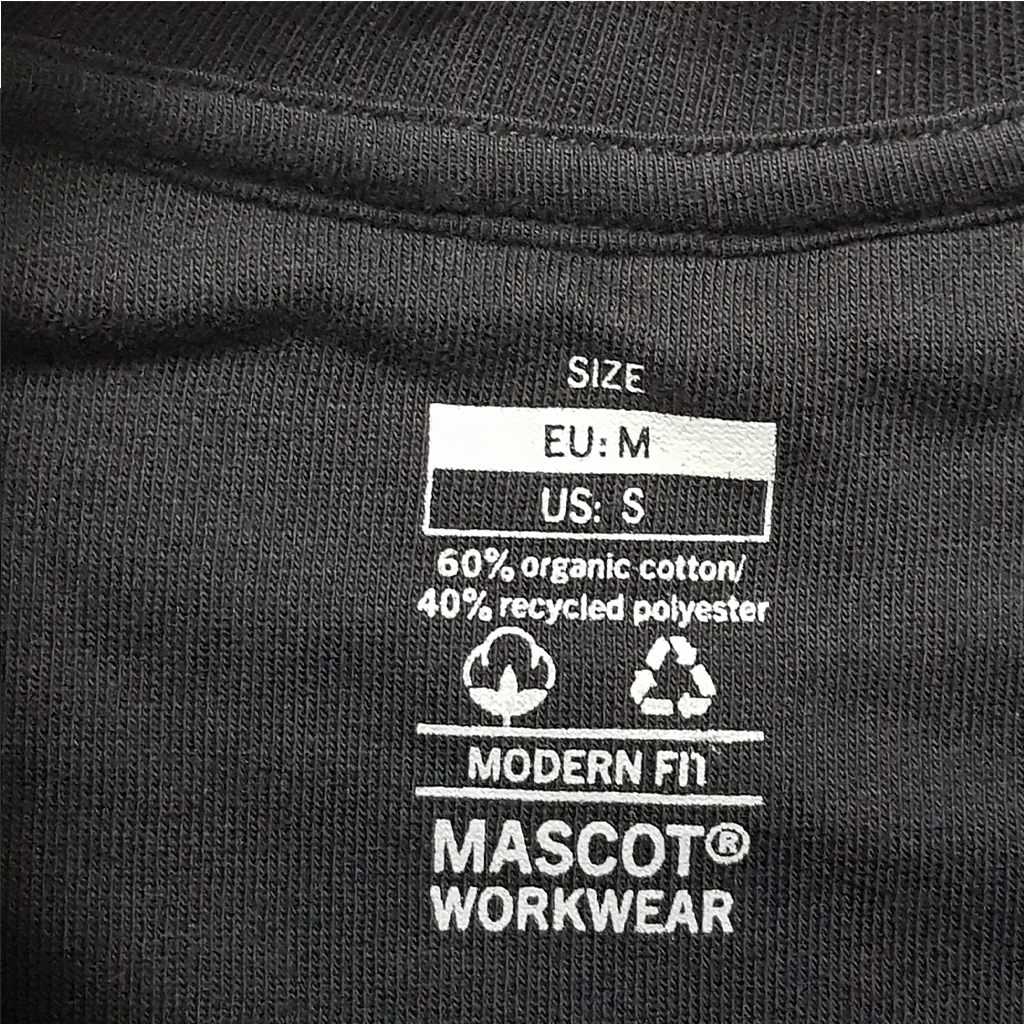 SIZE
EU: M
US: S
60% organic cotton/
40% recycled polyester
MODERN FIT
MASCOT®
WORKWEAR